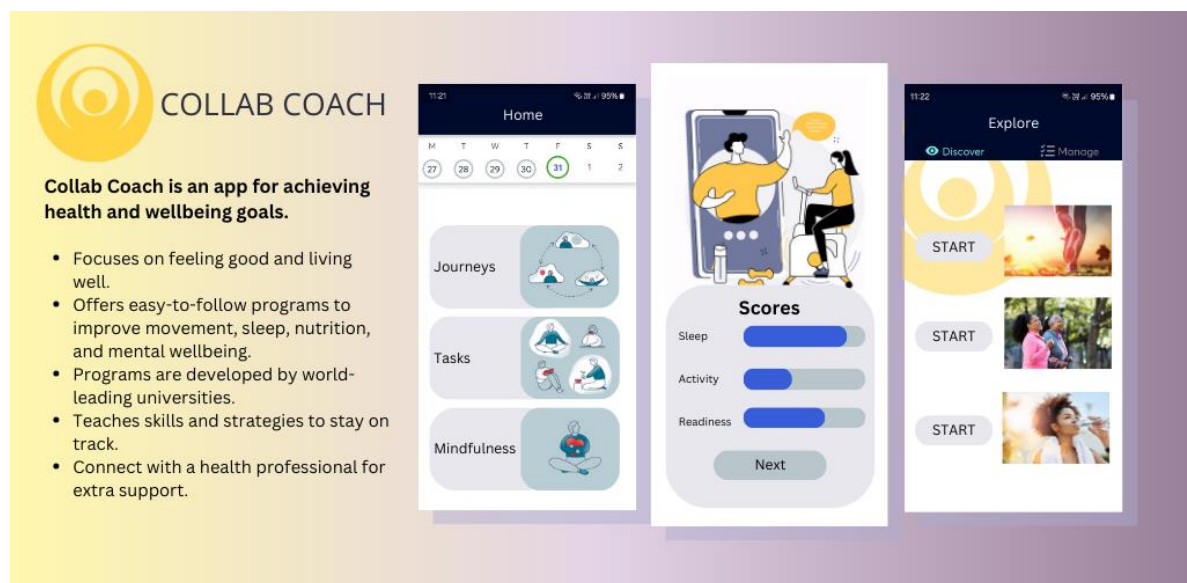 COLLAB COACH
Collab Coach is an app for achieving
health and wellbeing goals.
• Focuses on feeling good and living
well.
• Offers easy-to-follow programs to
improve movement, sleep, nutrition,
and mental wellbeing.
• Programs are developed by world-
leading universities.
• Teaches skills and strategies to stay on
track.
• Connect with a health professional for
extra support.
11:21 95%
Home
M T W T F S S
27 28 29 30 31 1 2
Journeys
Tasks
Mindfulness
Scores
Sleep
Activity
Readiness
Next
11:22 95%
Explore
Discover Manage
START
START
START